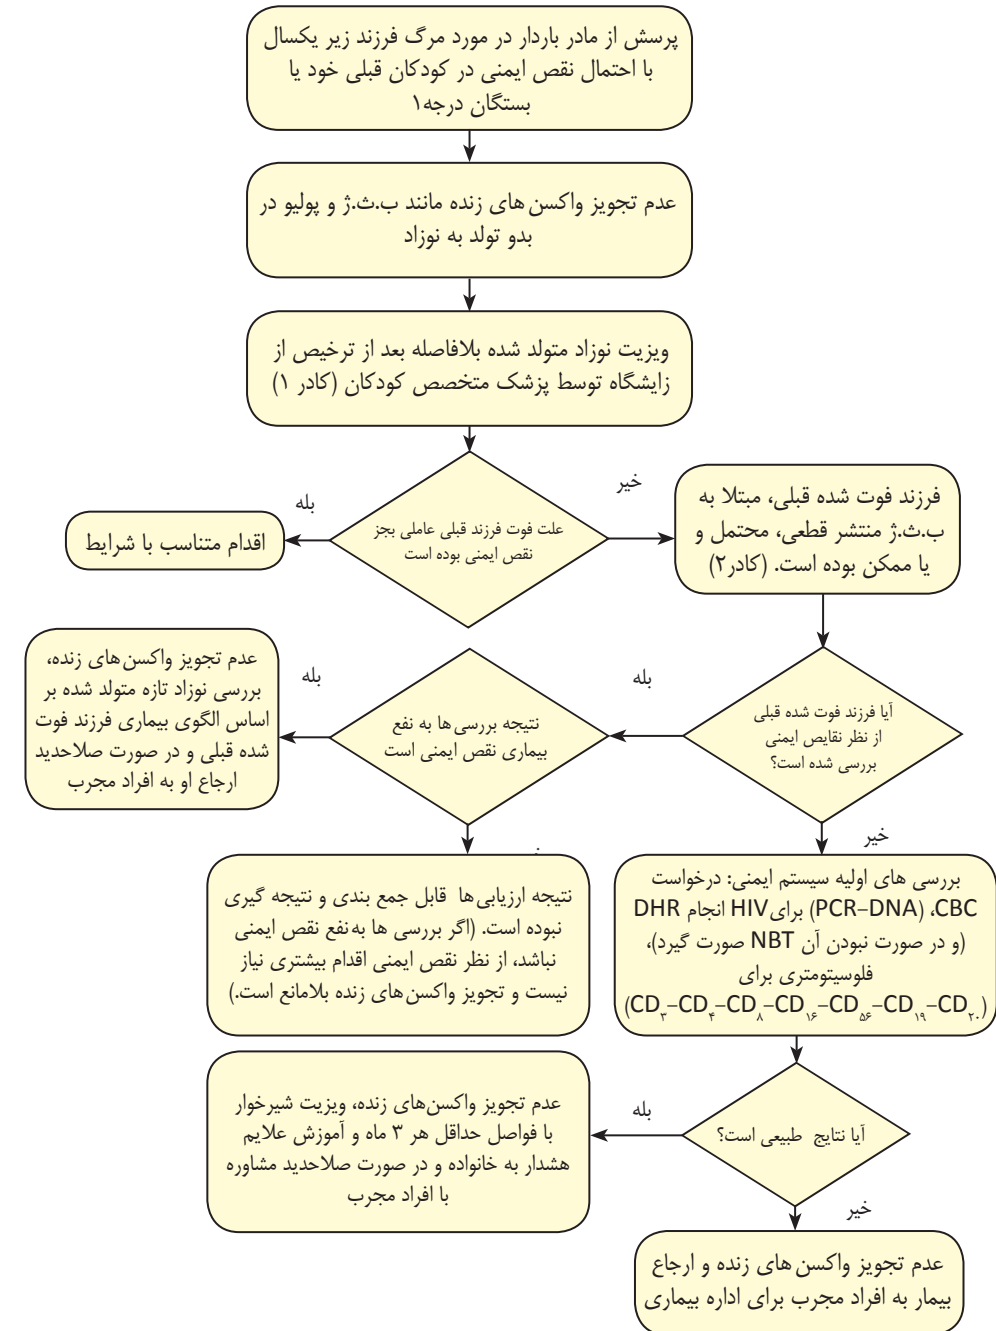 پرسش از مادر باردار در مورد مرگ فرزند زیر یکسال
با احتمال نقص ایمنی در کودکان قبلی خود یا
بستگان درجه۱
عدم تجویز واکسن های زنده مانند ب.ث.ژ و پولیو در
بدو تولد به نوزاد
ویزیت نوزاد متولد شده بلافاصله بعد از ترخیص از
زایشگاه توسط پزشک متخصص کودکان (کادر ۱)
علت فوت فرزند قبلی عاملی بجز
نقص ایمنی بوده است
خیر
بله
فرزند فوت شده قبلی، مبتلا به
ب.ث.ژ منتشر قطعی، محتمل و
یا ممکن بوده است. (کادر۲)
اقدام متناسب با شرایط
آیا فرزند فوت شده قبلی
از نظر نقایص ایمنی
بررسی شده است؟
بله
نتیجه بررسی ها به نفع
بیماری نقص ایمنی است
بله
عدم تجویز واکسن های زنده،
بررسی نوزاد تازه متولد شده بر
اساس الگوی بیماری فرزند فوت
شده قبلی و در صورت صلاحدید
ارجاع او به افراد مجرب
خیر
بررسی های اولیه سیستم ایمنی: درخواست
CBC، (PCR-DNA) برای HIV انجام DHR
(و در صورت نبودن آن NBT صورت گیرد)،
فلوسیتومتری برای
(CD۳-CD۴-CD۸-CD۱۶-CD۵۶-CD۱۹-CD۲۰)
نتیجه ارزیابی ها قابل جمع بندی و نتیجه گیری
نبوده است. (اگر بررسی ها به نفع نقص ایمنی
نباشد، از نظر نقص ایمنی اقدام بیشتری نیاز
نیست و تجویز واکسن های زنده بلامانع است.)
آیا نتایج طبیعی است؟
بله
عدم تجویز واکسن‌های زنده، ویزیت شیرخوار
با فواصل حداقل هر ۳ ماه و آموزش علایم
هشدار به خانواده و در صورت صلاحدید مشاوره
با افراد مجرب
خیر
عدم تجویز واکسن های زنده و ارجاع
بیمار به افراد مجرب برای اداره بیماری